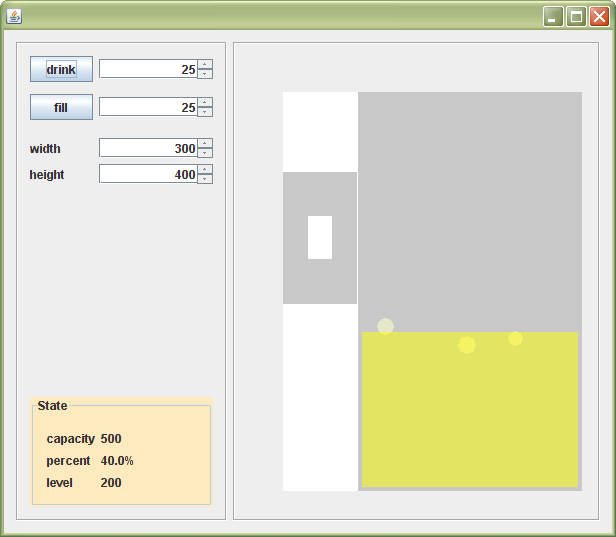 drink 25
fill 25
width 300
height 400
State
capacity 500
percent 40.0%
level 200